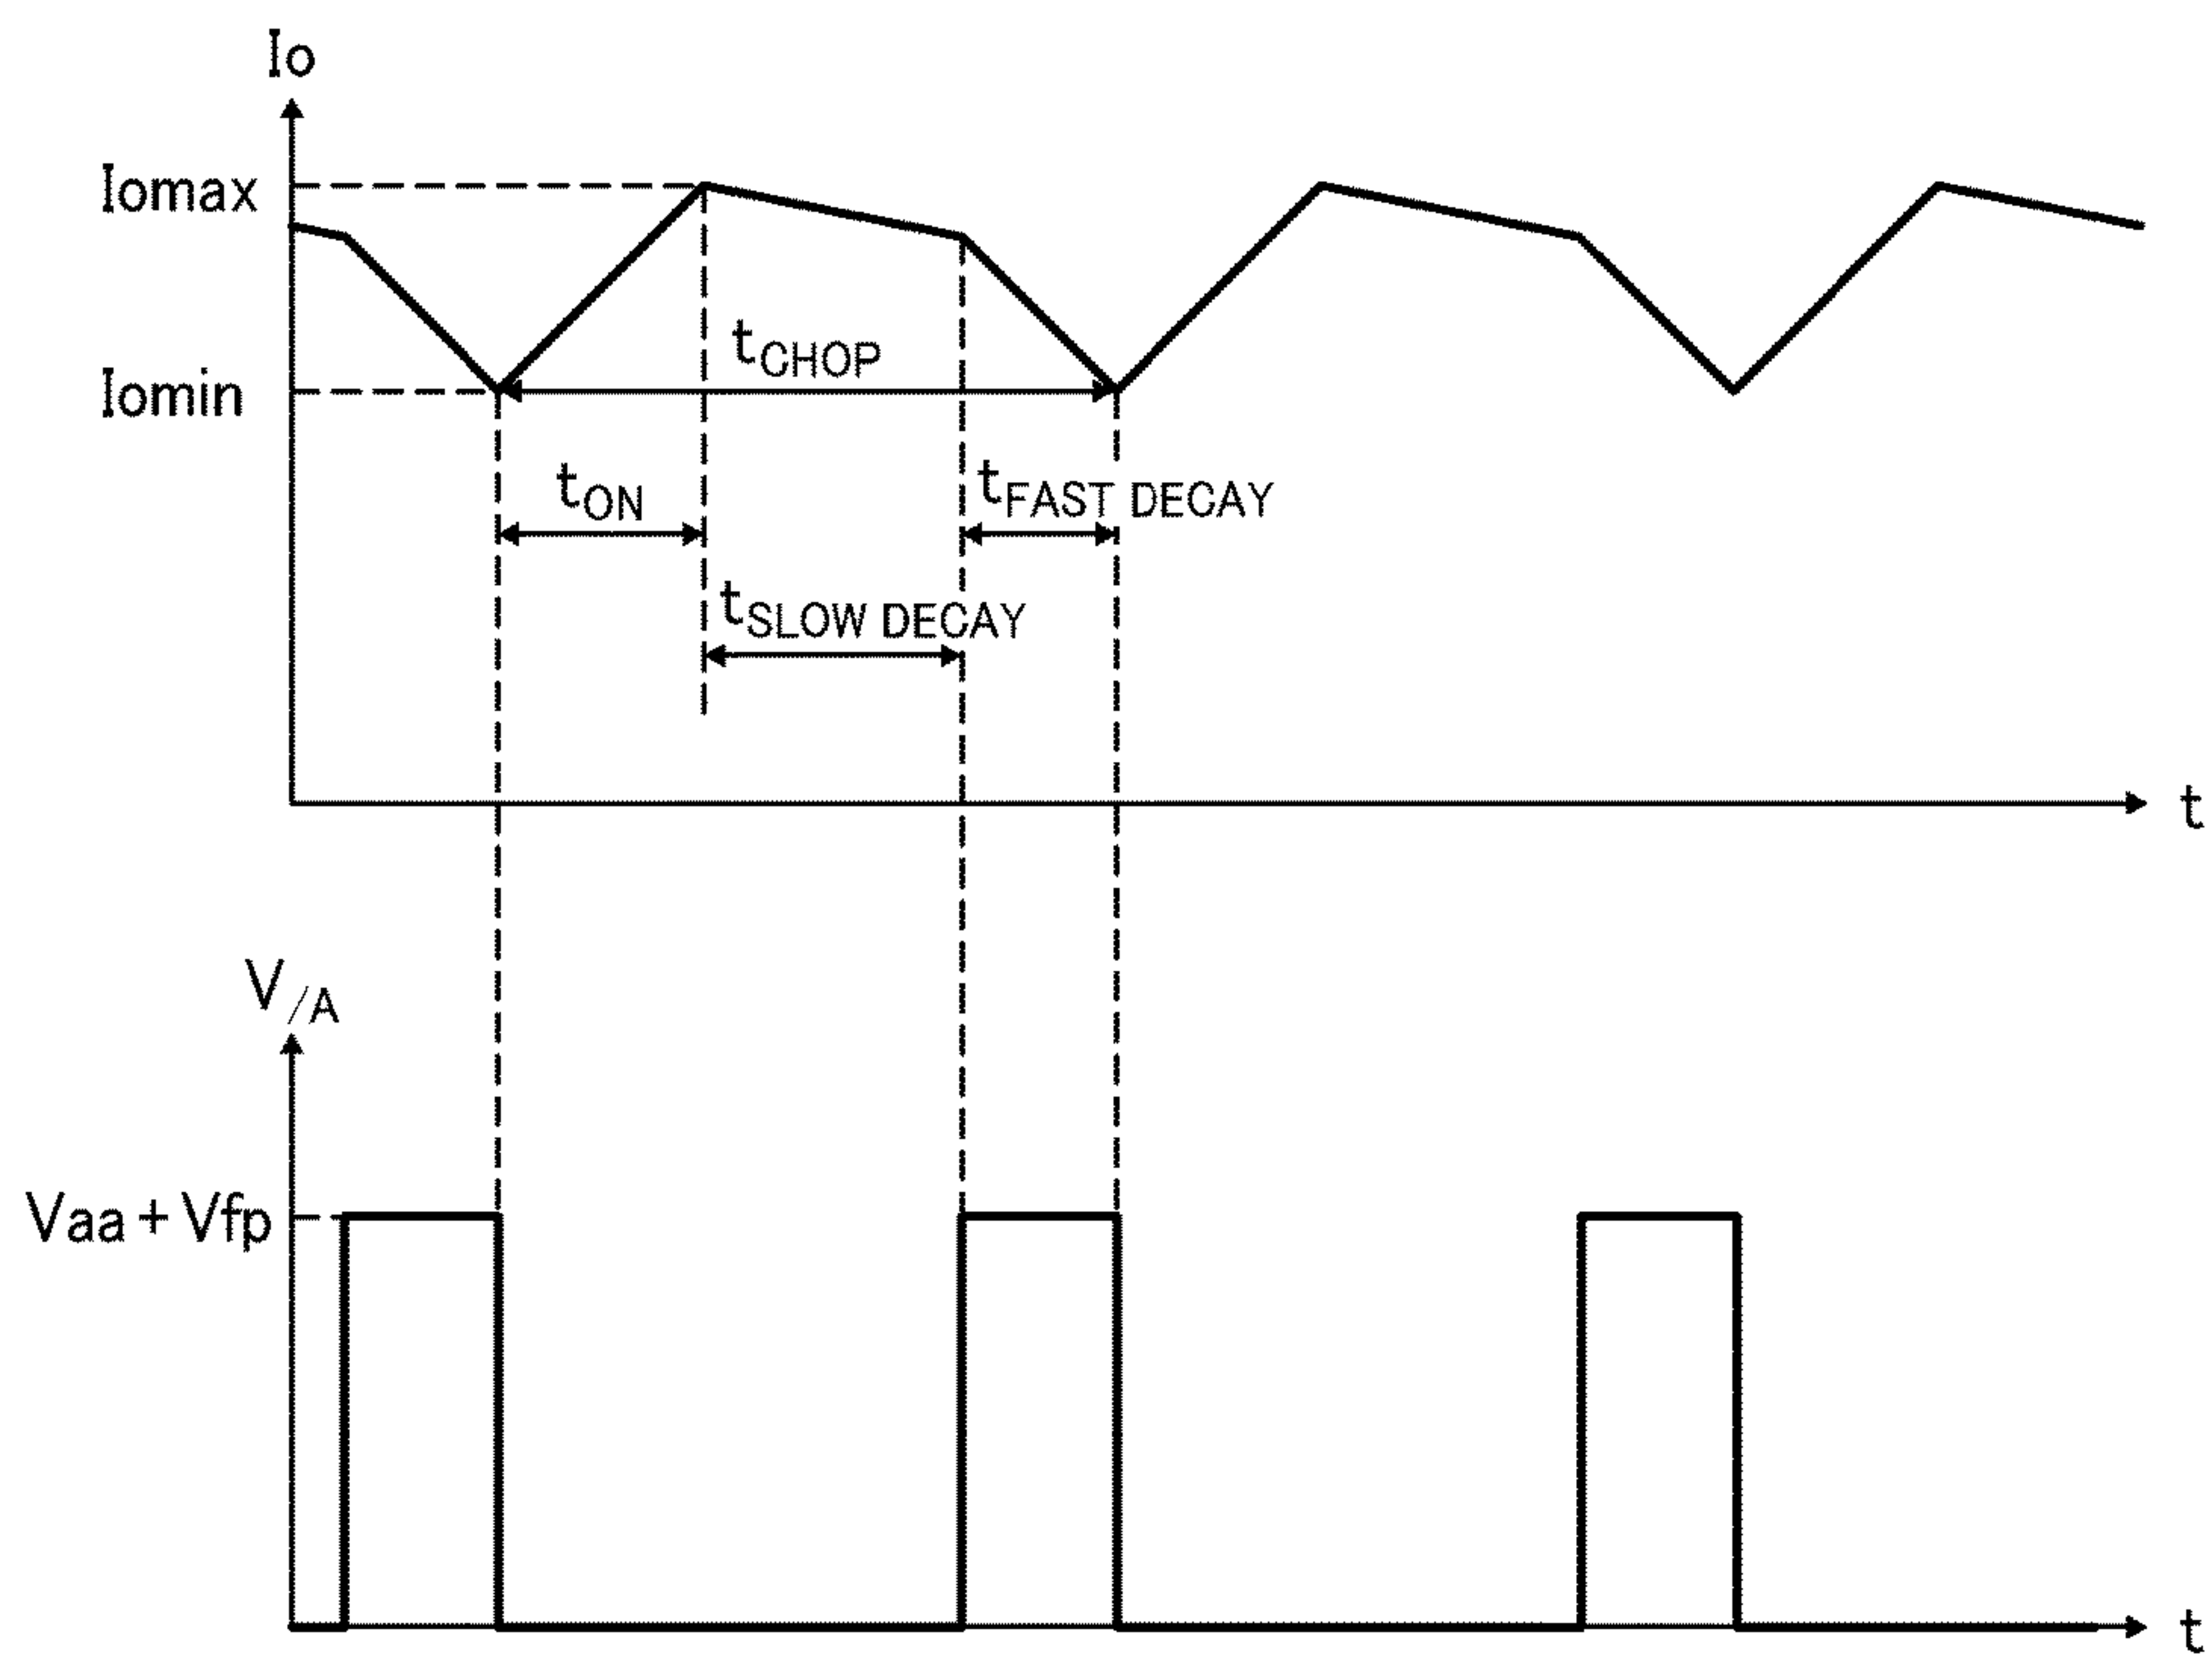 Io
Iomax
tCHOP
Iomin
tON
tFAST DECAY
tSLOW DECAY
t
V/A
Vaa + Vfp
t